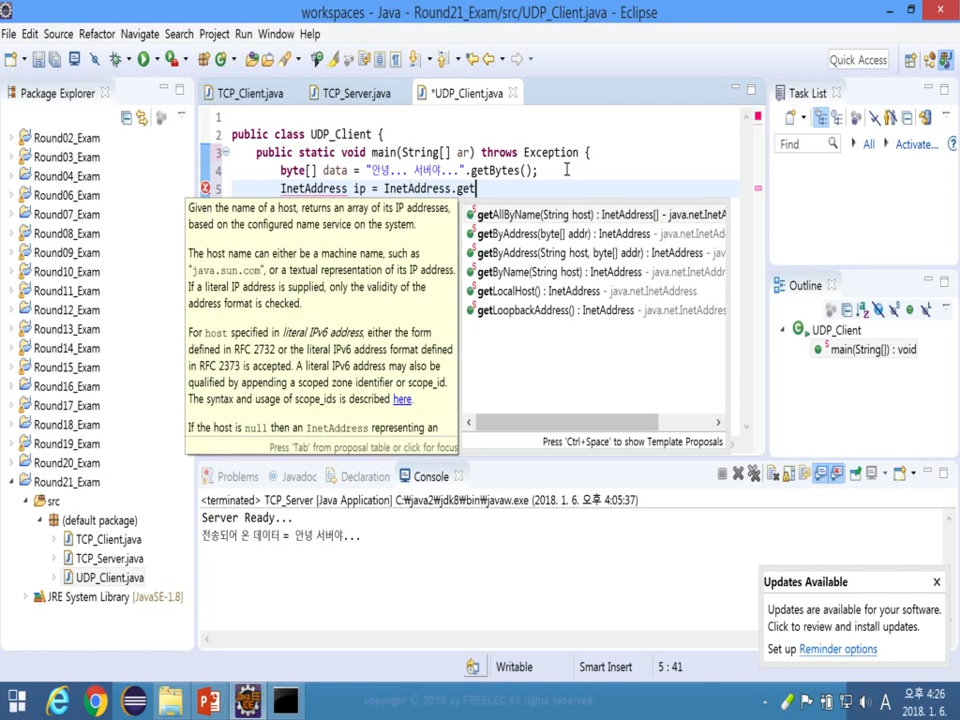 workspaces - Java - Round21_Exam/src/UDP_Client.java - Eclipse
File Edit Source Refactor Navigate Search Project Run Window Help
Quick Access
Package Explorer
Round02_Exam
Round03_Exam
Round04_Exam
Round05_Exam
Round06_Exam
Round07_Exam
Round08_Exam
Round09_Exam
Round10_Exam
Round11_Exam
Round12_Exam
Round13_Exam
Round14_Exam
Round15_Exam
Round16_Exam
Round17_Exam
Round18_Exam
Round19_Exam
Round20_Exam
Round21_Exam
src
(default package)
TCP_Client.java
TCP_Server.java
UDP_Client.java
JRE System Library [JavaSE-1.8]
TCP_Client.java TCP_Server.java *UDP_Client.java
1
2 public class UDP_Client {
3 public static void main(String[] ar) throws Exception {
4 byte[] data = "안녕... 서버야...".getBytes();
5 InetAddress ip = InetAddress.get
Given the name of a host, returns an array of its IP addresses,
based on the configured name service on the system.
The host name can either be a machine name, such as
"java.sun.com", or a textual representation of its IP address.
If a literal IP address is supplied, only the validity of the
address format is checked.
For host specified in literal IPv6 address, either the form
defined in RFC 2732 or the literal IPv6 address format defined
in RFC 2373 is accepted. A literal IPv6 address may also be
qualified by appending a scoped zone identifier or scope_id.
The syntax and usage of scope_ids is described here.
If the host is null then an InetAddress representing an
Press 'Tab' from proposal table or click for focus
getAllByName(String host) : InetAddress[] - java.net.InetA
getByAddress(byte[] addr) : InetAddress - java.net.InetAd
getByAddress(String host, byte[] addr) : InetAddress - jav
getByName(String host) : InetAddress - java.net.InetAddr
getLocalHost() : InetAddress - java.net.InetAddress
getLoopbackAddress() : InetAddress - java.net.InetAddres
Press 'Ctrl+Space' to show Template Proposals
Task List
Find All Activate...
Outline
UDP_Client
main(String[]) : void
Problems Javadoc Declaration Console
<terminated> TCP_Server [Java Application] C:₩java2₩jdk8₩bin₩javaw.exe (2018. 1. 6. 오후 4:05:37)
Server Ready...
전송되어 온 데이터 = 안녕 서버야...
Updates Available
Updates are available for your software.
Click to review and install updates.
Set up Reminder options
Writable Smart Insert 5 : 41
copyright © 2016 by FREELEC All rights reserved.
A
오후 4:26
2018. 1. 6.